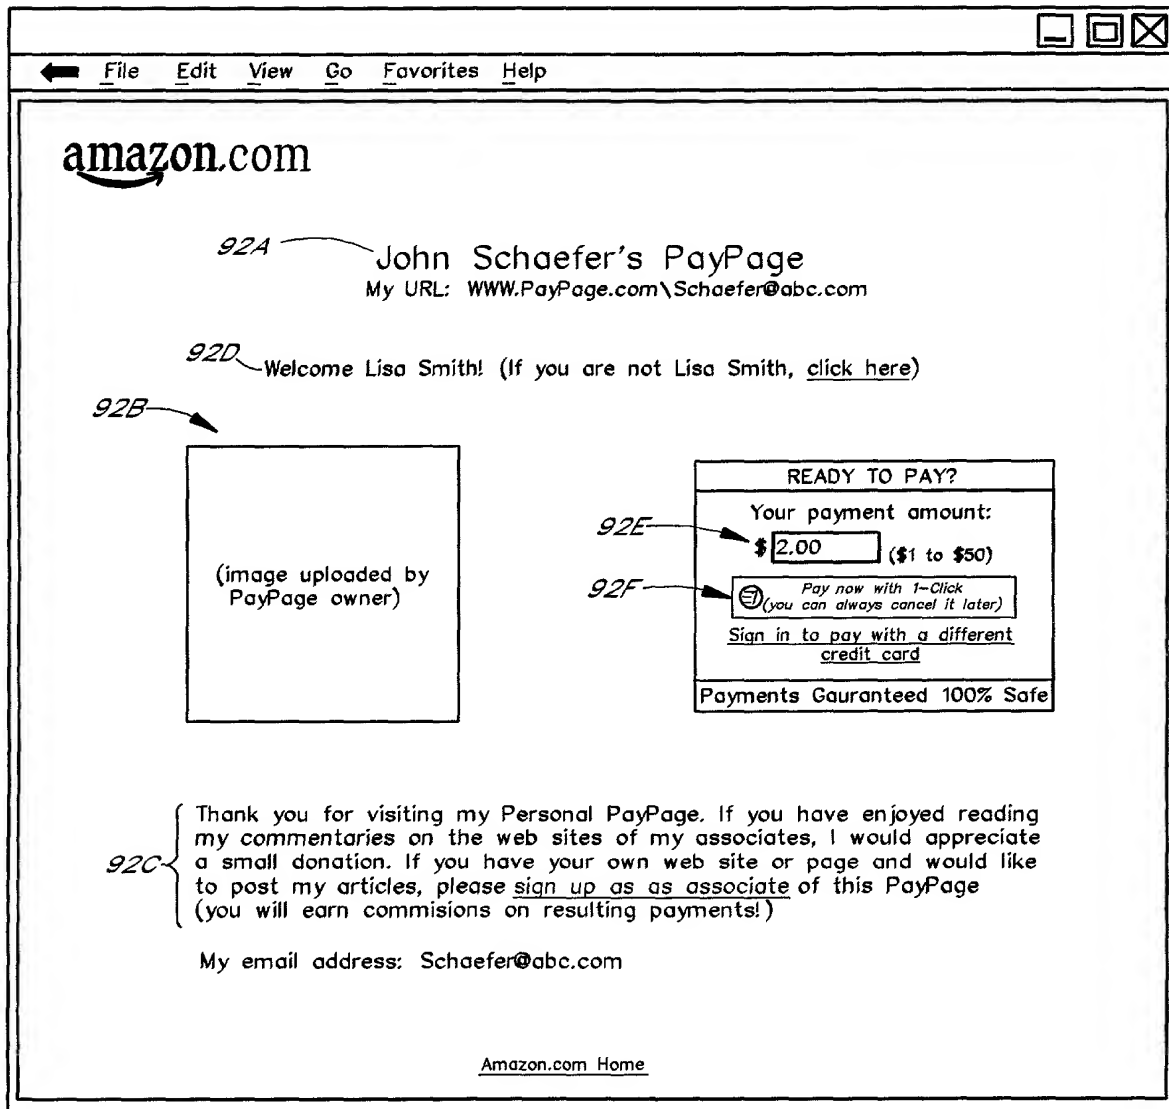 File Edit View Go Favorites Help
amazon.com
92A
John Schaefer's PayPage
My URL: WWW.PayPage.com\Schaefer@abc.com
92D
Welcome Lisa Smith! (If you are not Lisa Smith, click here)
92B
(image uploaded by
PayPage owner)
READY TO PAY?
Your payment amount:
92E
$ 2.00 ($1 to $50)
92F
Pay now with 1-Click
(you can always cancel it later)
Sign in to pay with a different
credit card
Payments Gauranteed 100% Safe
92C
Thank you for visiting my Personal PayPage. If you have enjoyed reading
my commentaries on the web sites of my associates, I would appreciate
a small donation. If you have your own web site or page and would like
to post my articles, please sign up as as associate of this PayPage
(you will earn commisions on resulting payments!)
My email address: Schaefer@abc.com
Amazon.com Home